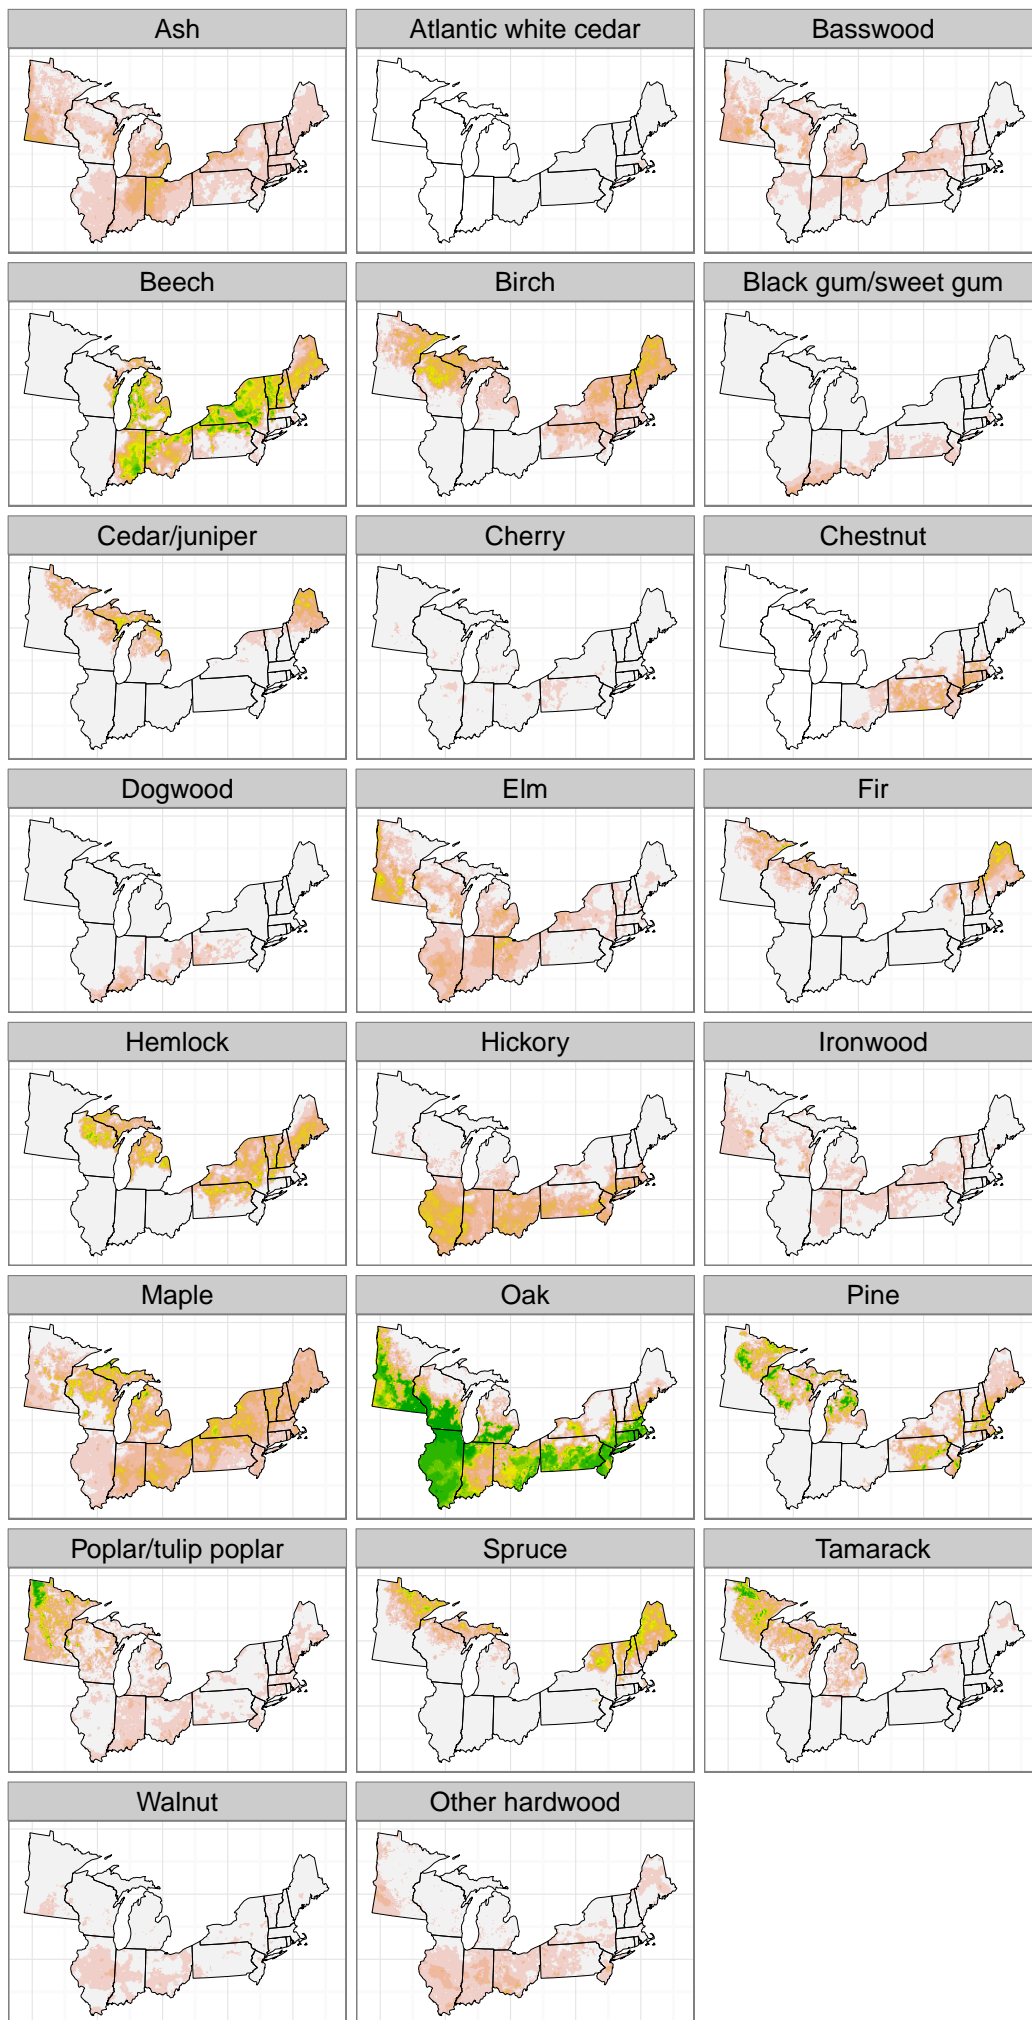 Ash
Atlantic white cedar
Basswood
Beech
Birch
Black gum/sweet gum
Cedar/juniper
Cherry
Chestnut
Dogwood
Elm
Fir
Hemlock
Hickory
Ironwood
Maple
Oak
Pine
Poplar/tulip poplar
Spruce
Tamarack
Walnut
Other hardwood